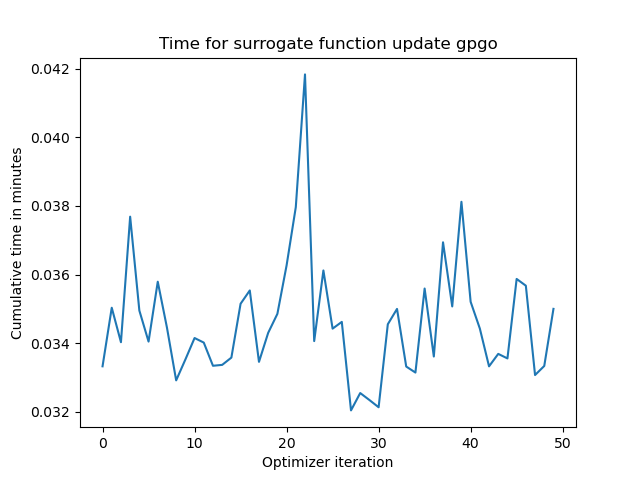 Time for surrogate function update gpgo
0.042
0.040
0.038
0.036
0.034
0.032
Cumulative time in minutes
0 10 20 30 40 50
Optimizer iteration